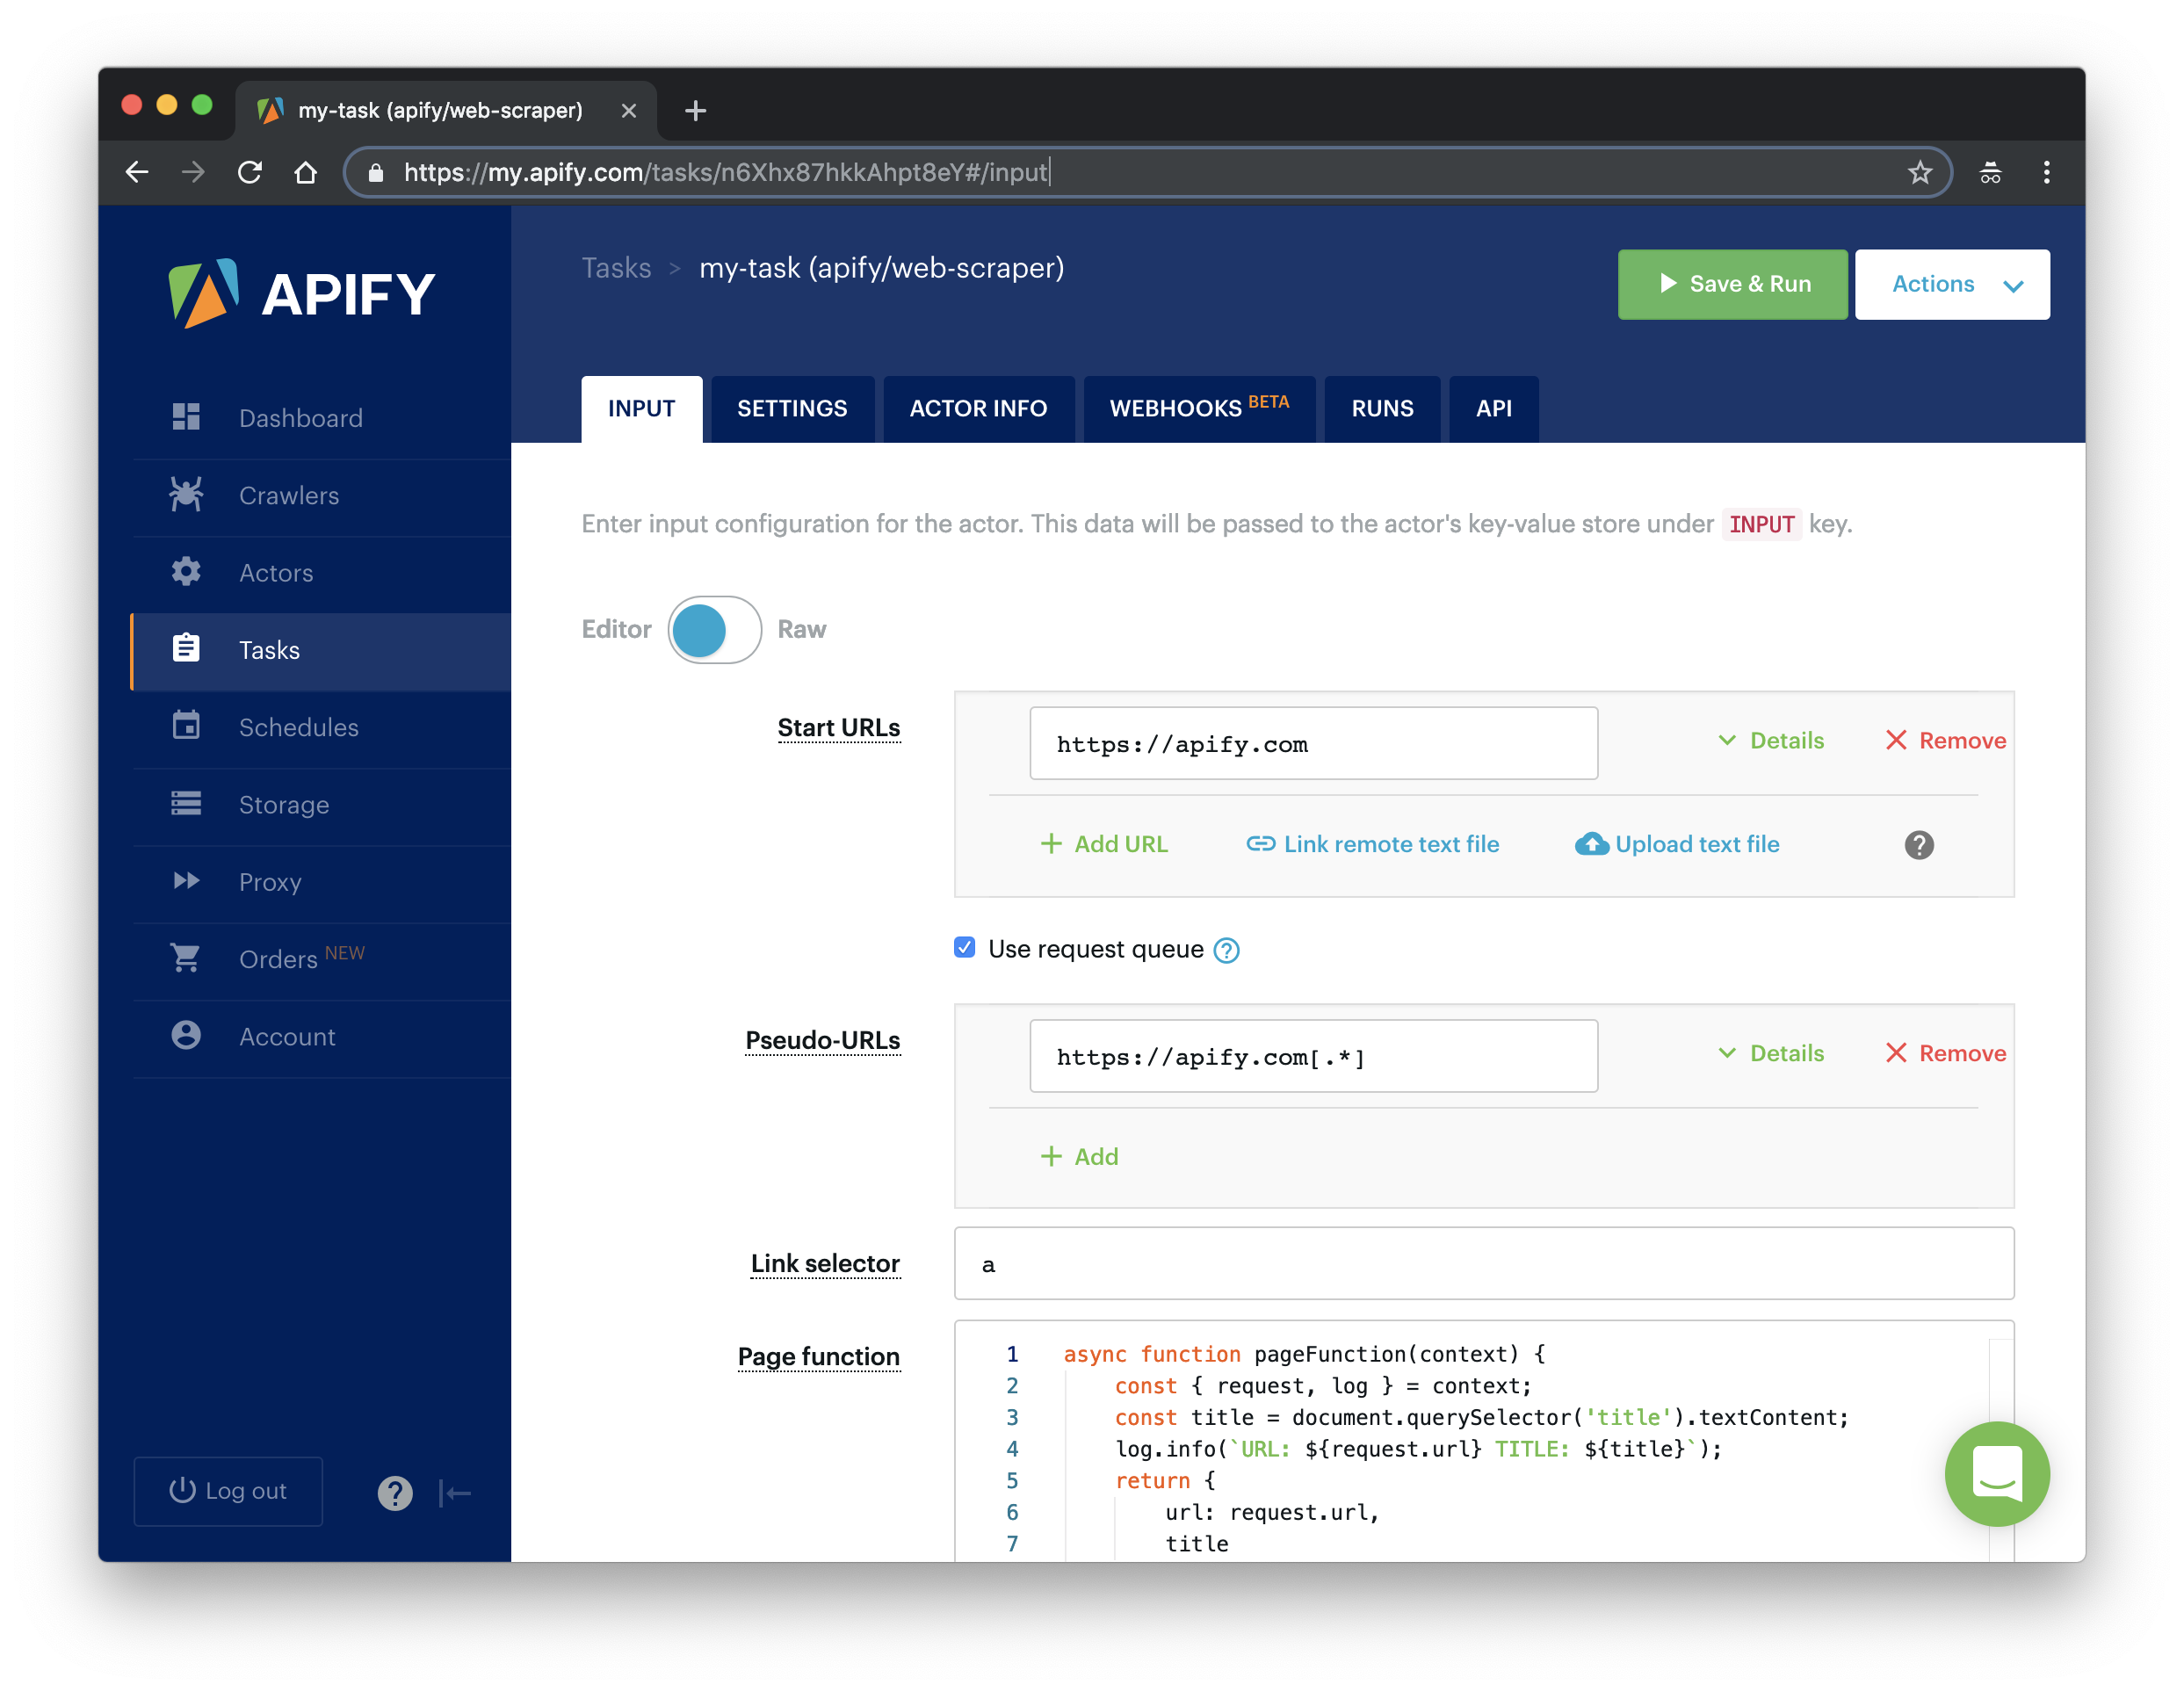 my-task (apify/web-scraper)
https://my.apify.com/tasks/n6Xhx87hkkAhpt8eY#/input
APIFY
Dashboard
Crawlers
Actors
Tasks
Schedules
Storage
Proxy
Orders NEW
Account
Log out
?
Tasks > my-task (apify/web-scraper)
Save & Run
Actions
INPUT
SETTINGS
ACTOR INFO
WEBHOOKS BETA
RUNS
API
Enter input configuration for the actor. This data will be passed to the actor's key-value store under INPUT key.
Editor Raw
Start URLs
https://apify.com
Details
Remove
+ Add URL
Link remote text file
Upload text file
?
Use request queue ?
Pseudo-URLs
https://apify.com[.*]
Details
Remove
+ Add
Link selector
a
Page function
1 async function pageFunction(context) {
2 const { request, log } = context;
3 const title = document.querySelector('title').textContent;
4 log.info(`URL: ${request.url} TITLE: ${title}`);
5 return {
6 url: request.url,
7 title